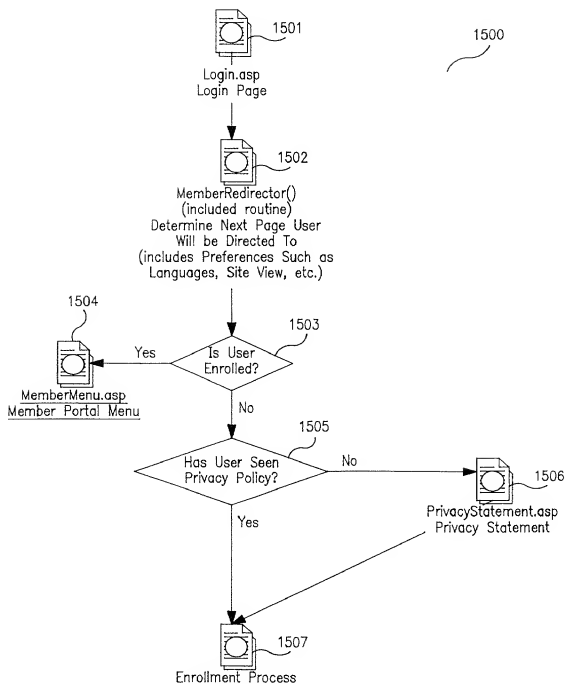 1501
1500
Login.asp
Login Page
1502
MemberRedirector()
(included routine)
Determine Next Page User
Will be Directed To
(includes Preferences Such as
Languages, Site View, etc.)
1504
1503
Is User
Enrolled?
Yes
MemberMenu.asp
Member Portal Menu
No
1505
Has User Seen
Privacy Policy?
No
1506
PrivacyStatement.asp
Privacy Statement
Yes
1507
Enrollment Process